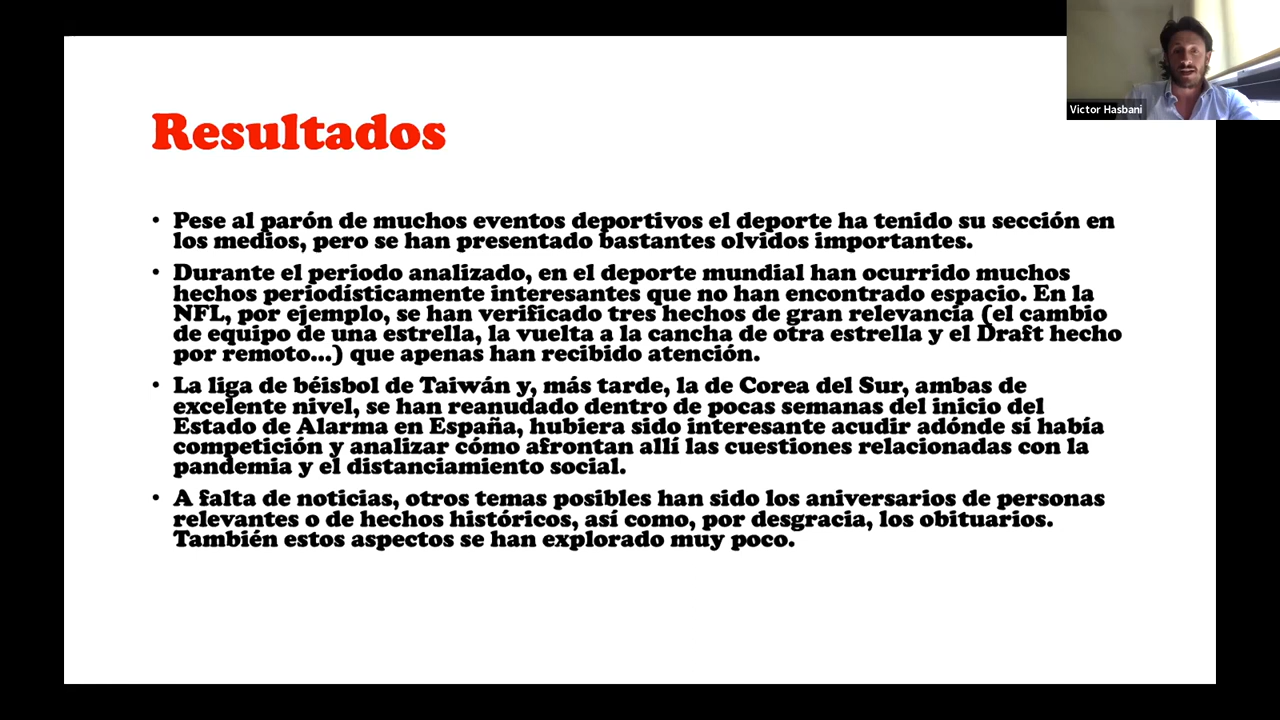 Victor Hasbani
Resultados
• Pese al parón de muchos eventos deportivos el deporte ha tenido su sección en
los medios, pero se han presentado bastantes olvidos importantes.
• Durante el periodo analizado, en el deporte mundial han ocurrido muchos
hechos periodísticamente interesantes que no han encontrado espacio. En la
NFL, por ejemplo, se han verificado tres hechos de gran relevancia (el cambio
de equipo de una estrella, la vuelta a la cancha de otra estrella y el Draft hecho
por remoto...) que apenas han recibido atención.
• La liga de béisbol de Taiwán y, más tarde, la de Corea del Sur, ambas de
excelente nivel, se han reanudado dentro de pocas semanas del inicio del
Estado de Alarma en España, hubiera sido interesante acudir adónde sí había
competición y analizar cómo afrontan allí las cuestiones relacionadas con la
pandemia y el distanciamiento social.
• A falta de noticias, otros temas posibles han sido los aniversarios de personas
relevantes o de hechos históricos, así como, por desgracia, los obituarios.
También estos aspectos se han explorado muy poco.